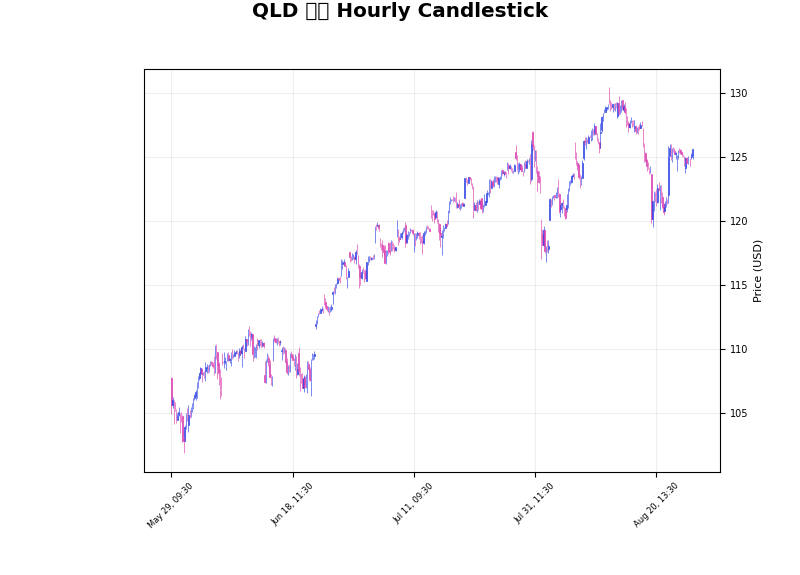 QLD Hourly Candlestick
130
125
120
115
110
105
Price (USD)
May 29, 09:30
Jun 18, 11:30
Jul 11, 09:30
Jul 31, 11:30
Aug 20, 13:30